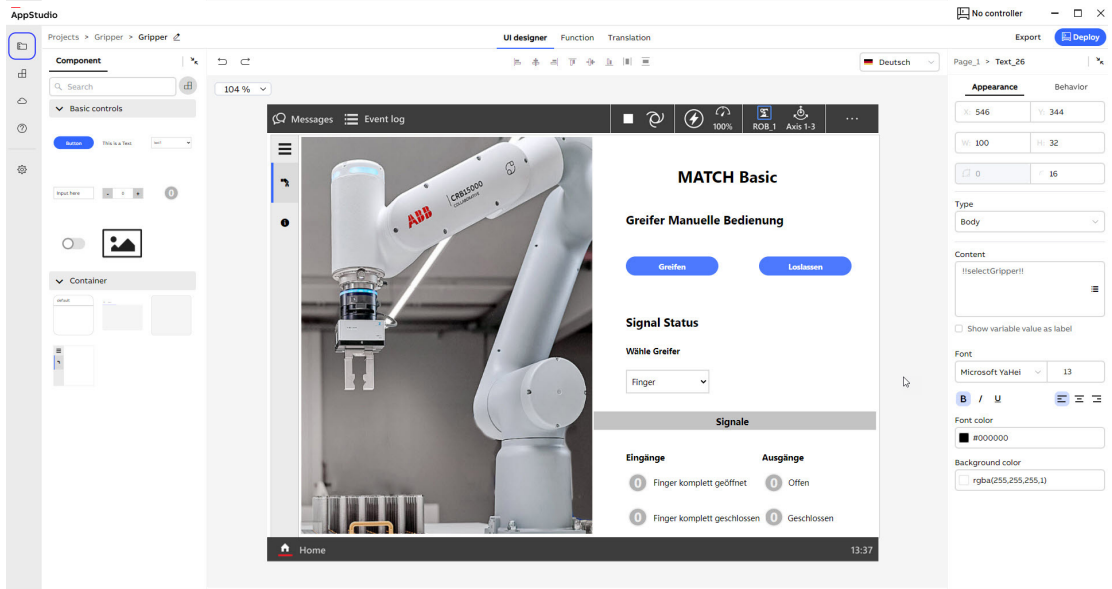 AppStudio
No controller
Projects > Gripper > Gripper
UI designer
Function
Translation
Export
Deploy
Component
Search
Basic controls
Button
This is a Text
Input here
- +
0
Container
default
104 %
Deutsch
Messages
Event log
100%
ROB_1
Axis 1-3
...
ABB
CRB15000
COLLABORATIVE
MATCH Basic
Greifer Manuelle Bedienung
Greifen
Loslassen
Signal Status
Wähle Greifer
Finger
Signale
Eingänge
Ausgänge
0 Finger komplett geöffnet
0 Offen
0 Finger komplett geschlossen
0 Geschlossen
Home
13:37
Page_1 > Text_26
Appearance
Behavior
X: 546
Y: 344
W: 100
H: 32
0
16
Type
Body
Content
!!selectGripper!!
Show variable value as label
Font
Microsoft YaHei
13
B I U
Font color
#000000
Background color
rgba(255,255,255,1)